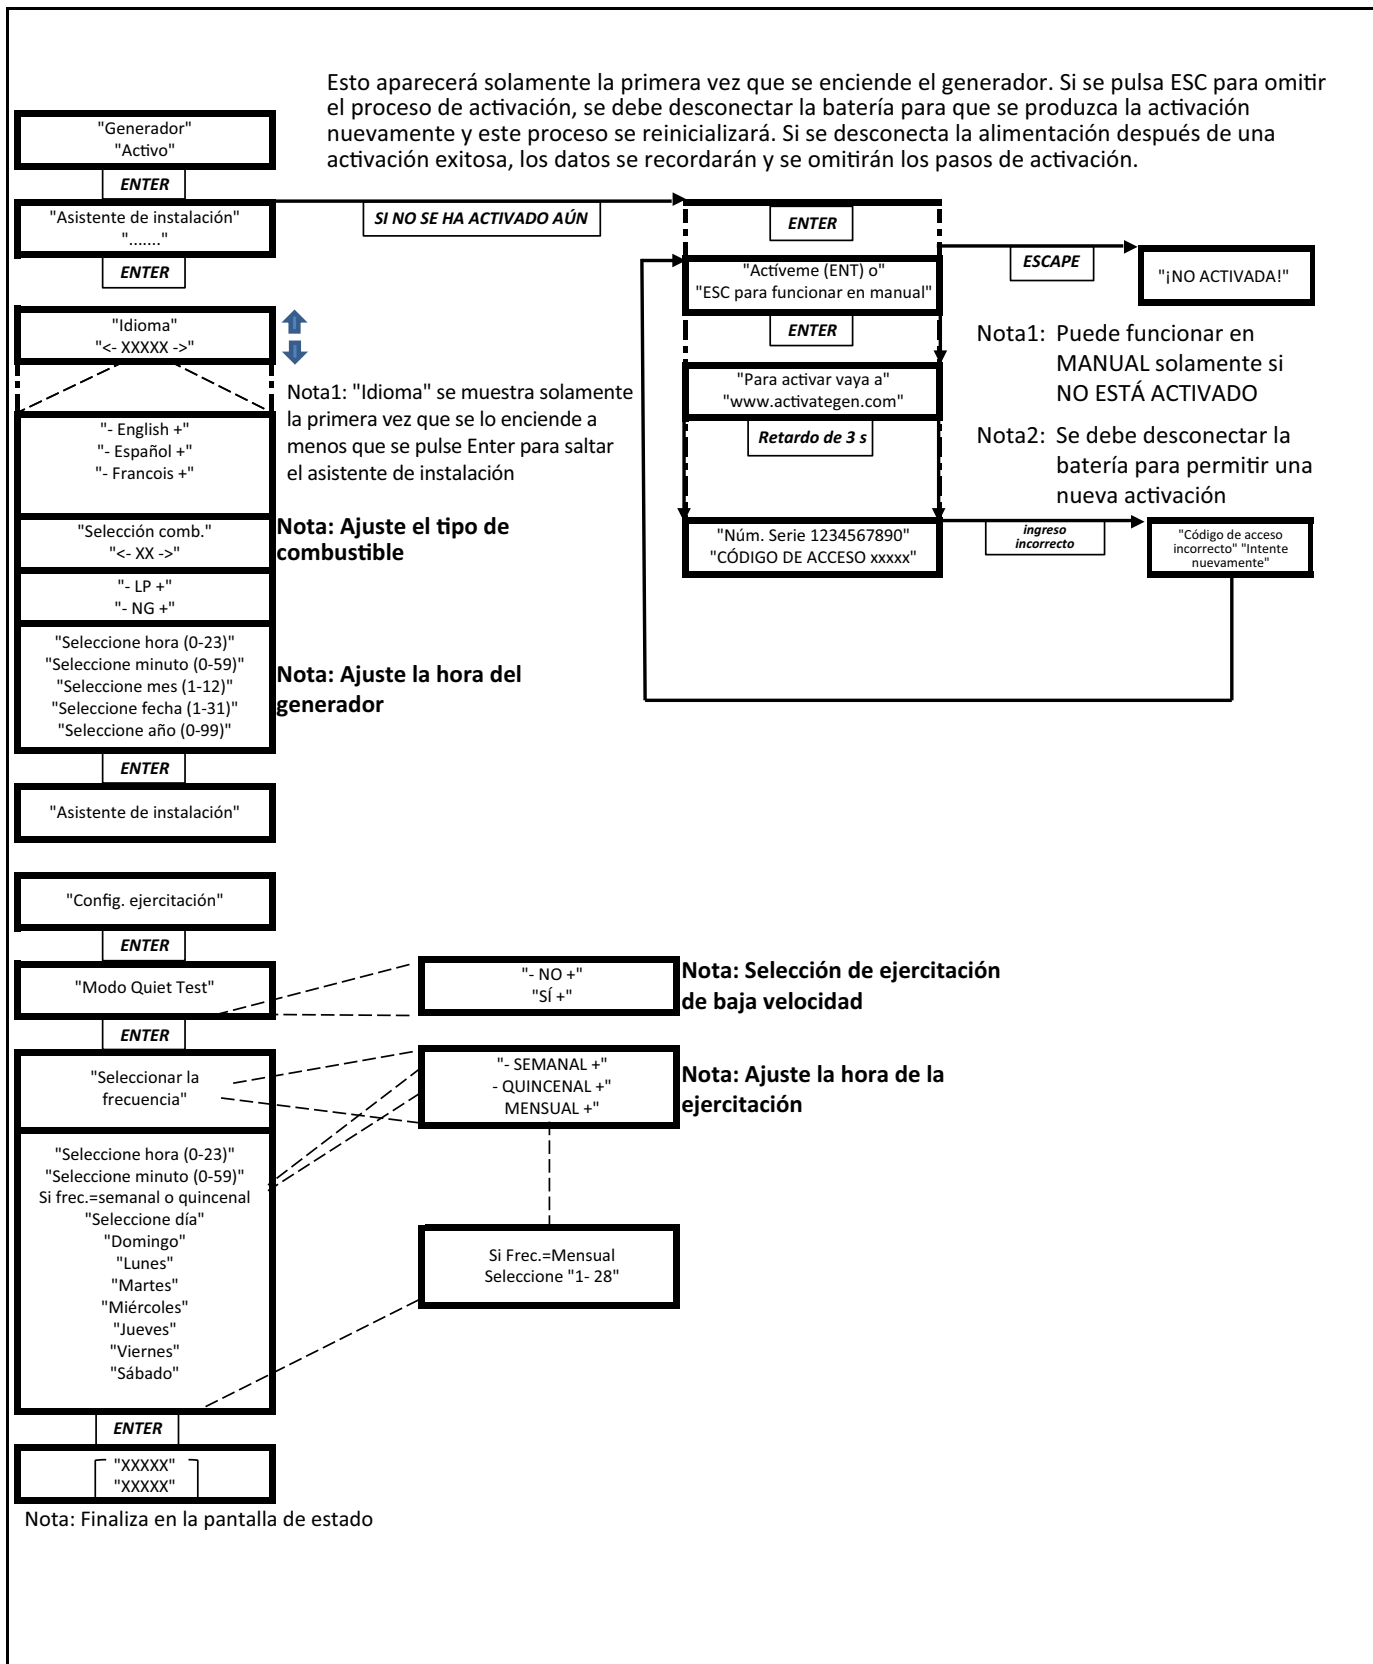 Esto aparecerá solamente la primera vez que se enciende el generador. Si se pulsa ESC para omitir
el proceso de activación, se debe desconectar la batería para que se produzca la activación
nuevamente y este proceso se reinicializará. Si se desconecta la alimentación después de una
activación exitosa, los datos se recordarán y se omitirán los pasos de activación.
"Generador"
"Activo"
ENTER
"Asistente de instalación"
"......."
ENTER
SI NO SE HA ACTIVADO AÚN
ENTER
"Actíveme (ENT) o"
"ESC para funcionar en manual"
ESCAPE
"¡NO ACTIVADA!"
ENTER
Nota1: Puede funcionar en
MANUAL solamente si
NO ESTÁ ACTIVADO
Nota2: Se debe desconectar la
batería para permitir una
nueva activación
"Para activar vaya a"
"www.activategen.com"
Retardo de 3 s
"Núm. Serie 1234567890"
"CÓDIGO DE ACCESO xxxxx"
ingreso
incorrecto
"Código de acceso
incorrecto" "Intente
nuevamente"
"Idioma"
"<- XXXXX ->"
Nota1: "Idioma" se muestra solamente
la primera vez que se lo enciende a
menos que se pulse Enter para saltar
el asistente de instalación
"- English +"
"- Español +"
"- Francois +"
"Selección comb."
"<- XX ->"
Nota: Ajuste el tipo de
combustible
"- LP +"
"- NG +"
"Seleccione hora (0-23)"
"Seleccione minuto (0-59)"
"Seleccione mes (1-12)"
"Seleccione fecha (1-31)"
"Seleccione año (0-99)"
Nota: Ajuste la hora del
generador
ENTER
"Asistente de instalación"
"Config. ejercitación"
ENTER
"Modo Quiet Test"
"- NO +"
"SÍ +"
Nota: Selección de ejercitación
de baja velocidad
ENTER
"Seleccionar la
frecuencia"
"- SEMANAL +"
- QUINCENAL +"
MENSUAL +"
Nota: Ajuste la hora de la
ejercitación
"Seleccione hora (0-23)"
"Seleccione minuto (0-59)"
Si frec.=semanal o quincenal
"Seleccione día"
"Domingo"
"Lunes"
"Martes"
"Miércoles"
"Jueves"
"Viernes"
"Sábado"
Si Frec.=Mensual
Seleccione "1- 28"
ENTER
"XXXXX"
"XXXXX"
Nota: Finaliza en la pantalla de estado